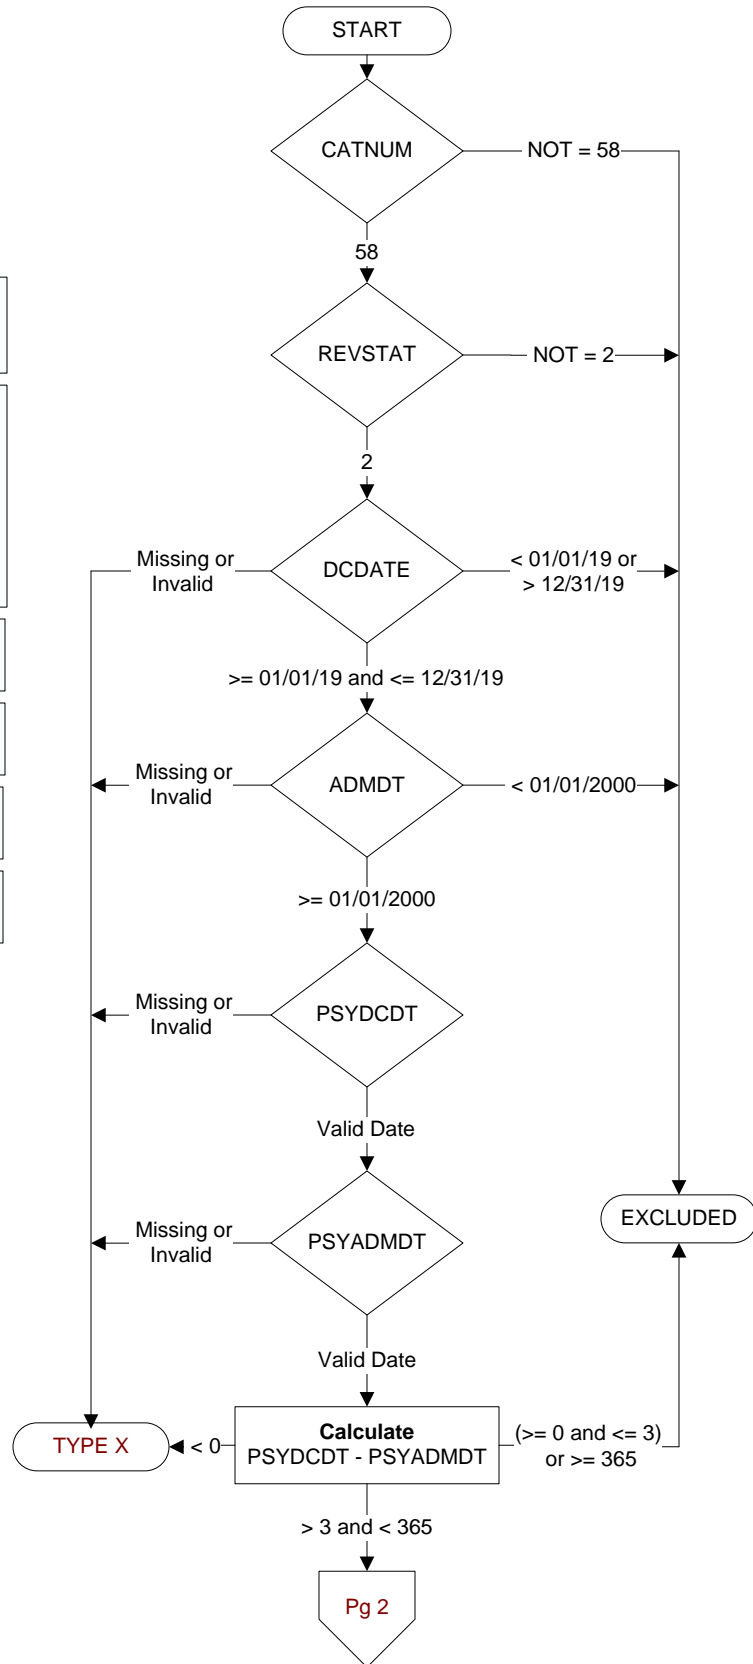 START
CATNUM
NOT = 58
58
REVSTAT
NOT = 2
2
Missing or
Invalid
DCDATE
< 01/01/19 or
> 12/31/19
>= 01/01/19 and <= 12/31/19
Missing or
Invalid
ADMDT
< 01/01/2000
>= 01/01/2000
Missing or
Invalid
PSYDCDT
Valid Date
EXCLUDED
Missing or
Invalid
PSYADMDT
Valid Date
TYPE X
< 0
Calculate
PSYDCDT - PSYADMDT
(>= 0 and <= 3)
or >= 365
> 3 and < 365
Pg 2